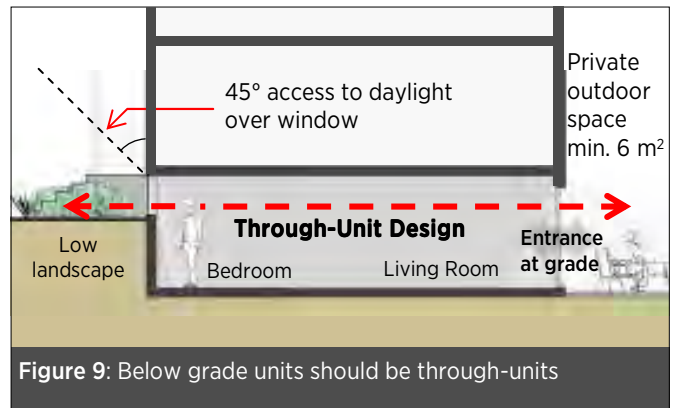 45° access to daylight
over window
Private
outdoor
space
min. 6 m²
Through-Unit Design
Low
landscape
Bedroom
Living Room
Entrance
at grade
Figure 9: Below grade units should be through-units